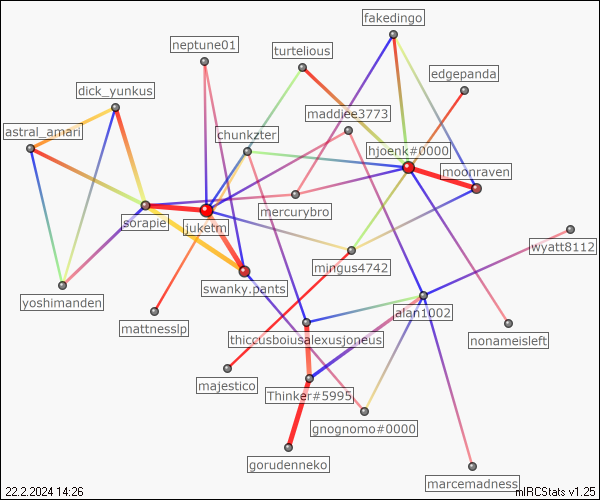 fakedingo
neptune01
turtelious
edgepanda
dick_yunkus
maddiee3773
astral_amari
chunkzter
hjoenk#0000
moonraven
mercurybro
sorapie
juketm
wyatt8112
mingus4742
swanky.pants
yoshimanden
alan1002
mattnesslp
thiccusboiusalexusjoneus
nonameisleft
majestico
Thinker#5995
gnognomo#0000
gorudenneko
marcemadness
22.2.2024 14:26
mIRCStats v1.25